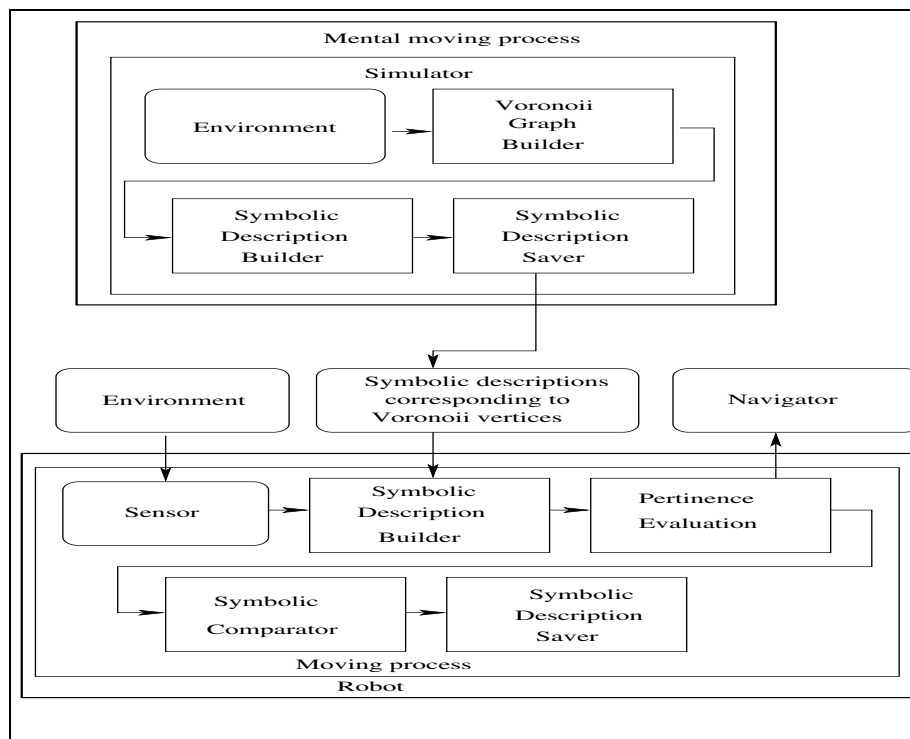 Mental moving process
Simulator
Environment
Voronoii
Graph
Builder
Symbolic
Description
Builder
Symbolic
Description
Saver
Environment
Symbolic descriptions
corresponding to
Voronoii vertices
Navigator
Sensor
Symbolic
Description
Builder
Pertinence
Evaluation
Symbolic
Comparator
Symbolic
Description
Saver
Moving process
Robot